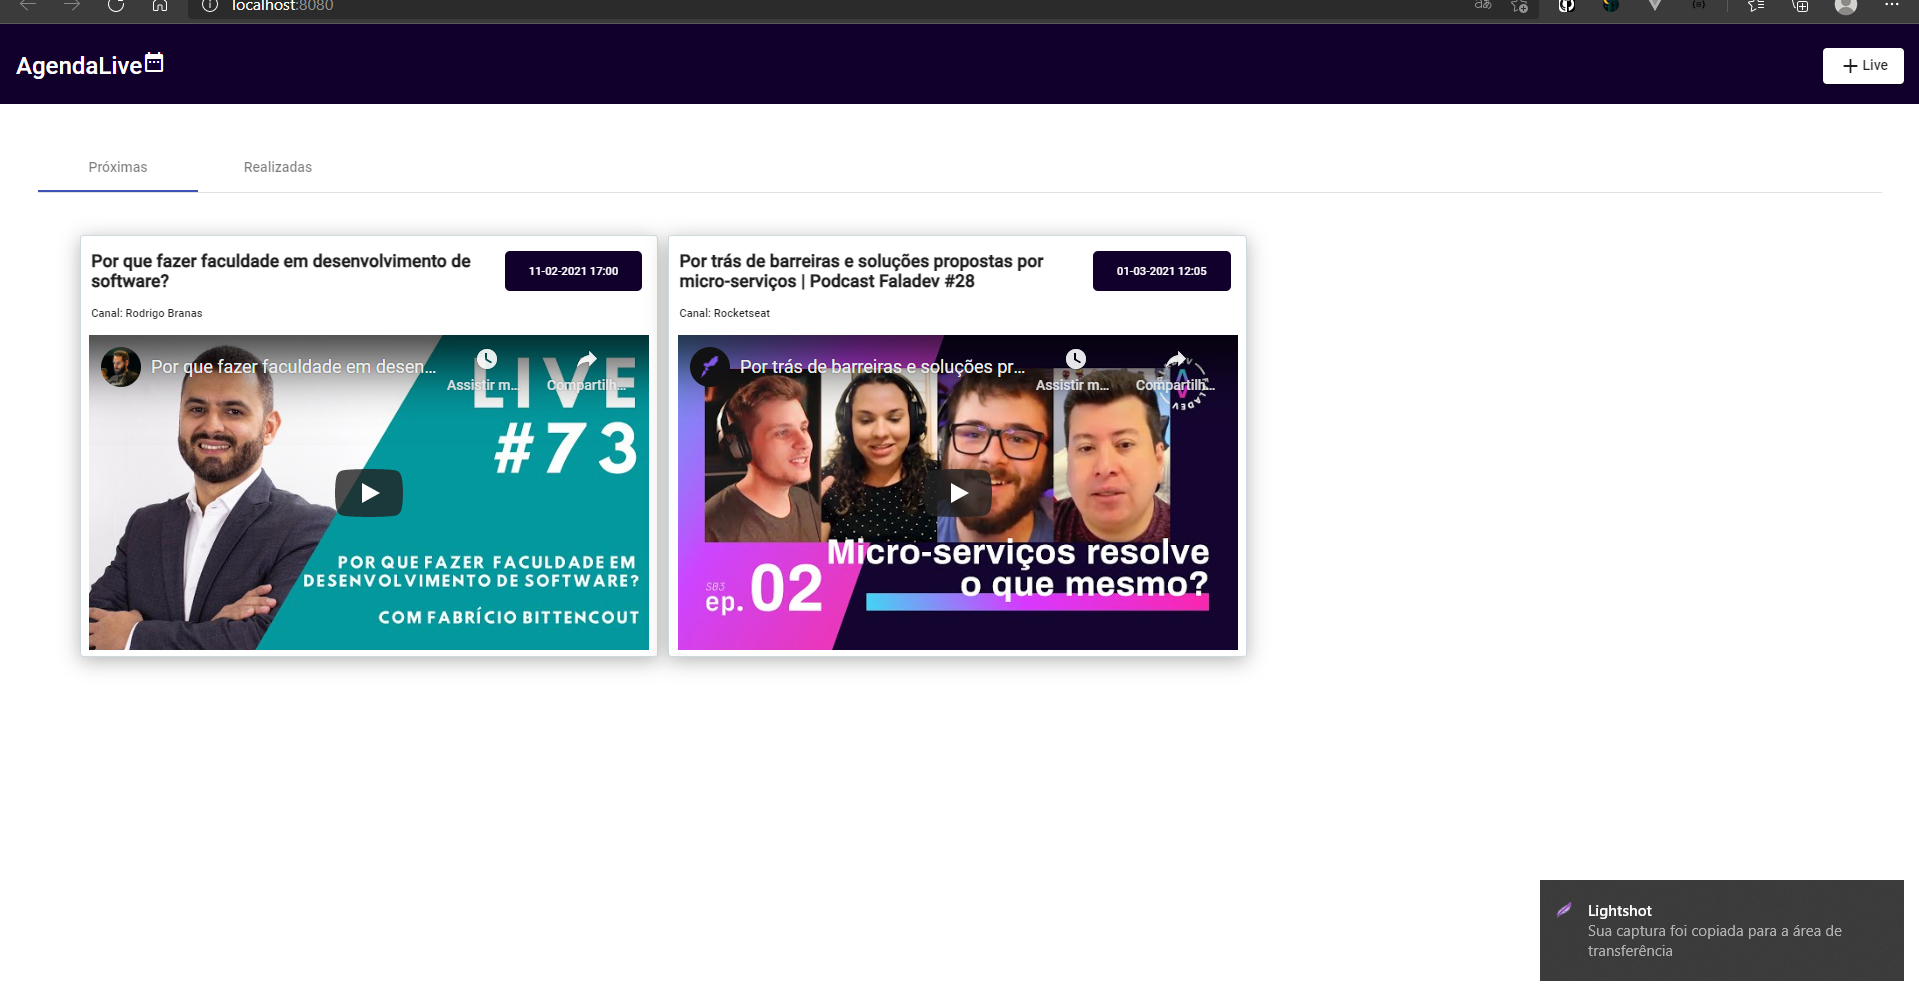 localhost:8080
AgendaLive
Live
Próximas
Realizadas
Por que fazer faculdade em desenvolvimento de
software?
11-02-2021 17:00
Canal: Rodrigo Branas
Por que fazer faculdade em desen...
Assistir m...
Compartilh...
LIVE
#73
POR QUE FAZER FACULDADE EM
DESENVOLVIMENTO DE SOFTWARE?
COM FABRÍCIO BITTENCOUT
Por trás de barreiras e soluções propostas por
micro-serviços | Podcast Faladev #28
01-03-2021 12:05
Canal: Rocketseat
Por trás de barreiras e soluções pr...
Assistir m...
Compartilh...
Micro-serviços resolve
o que mesmo?
S03
ep. 02
Lightshot
Sua captura foi copiada para a área de
transferência